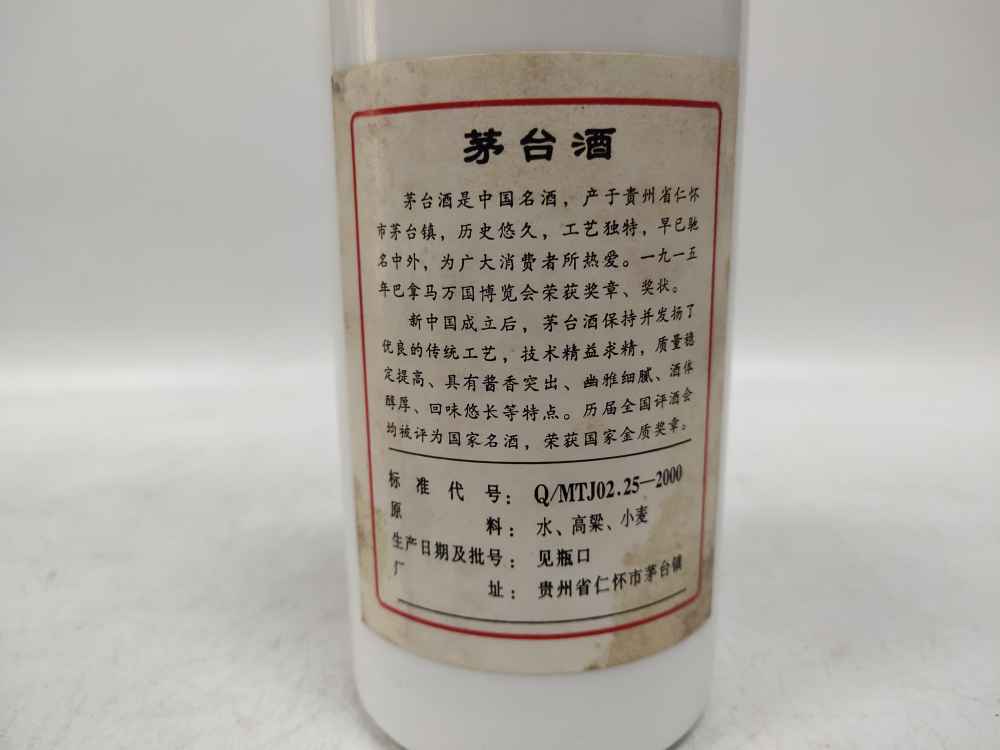 茅台酒
茅台酒是中国名酒，产于貴州省仁怀
市茅台镇，历史悠久，工艺独特，早已驰
名中外，为广大消费者所热爱。一九一五
年巴拿马万国博览会荣获奖章、奖状。
新中国成立后，茅台酒保持并发扬了
优良的传统工艺，技术精益求精，质量稳
定提高、具有酱香突出、幽雅细腻、酒体
醇厚、回味悠长等特点。历届全国评酒会
均被评为国家名酒，荣获国家金质奖章。
标准代号：Q/MTJ02.25—2000
原料：水、高粱、小麦
生产日期及批号：见瓶口
厂址：贵州省仁怀市茅台镇